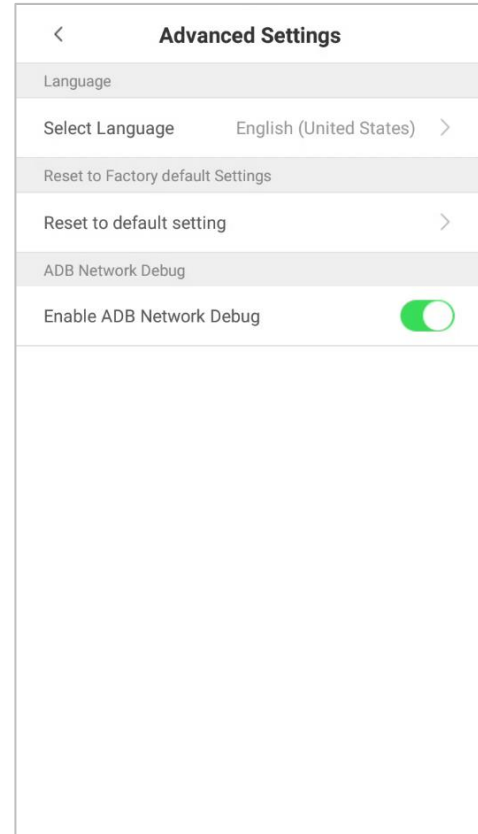 Advanced Settings
Language
Select Language English (United States)
Reset to Factory default Settings
Reset to default setting
ADB Network Debug
Enable ADB Network Debug